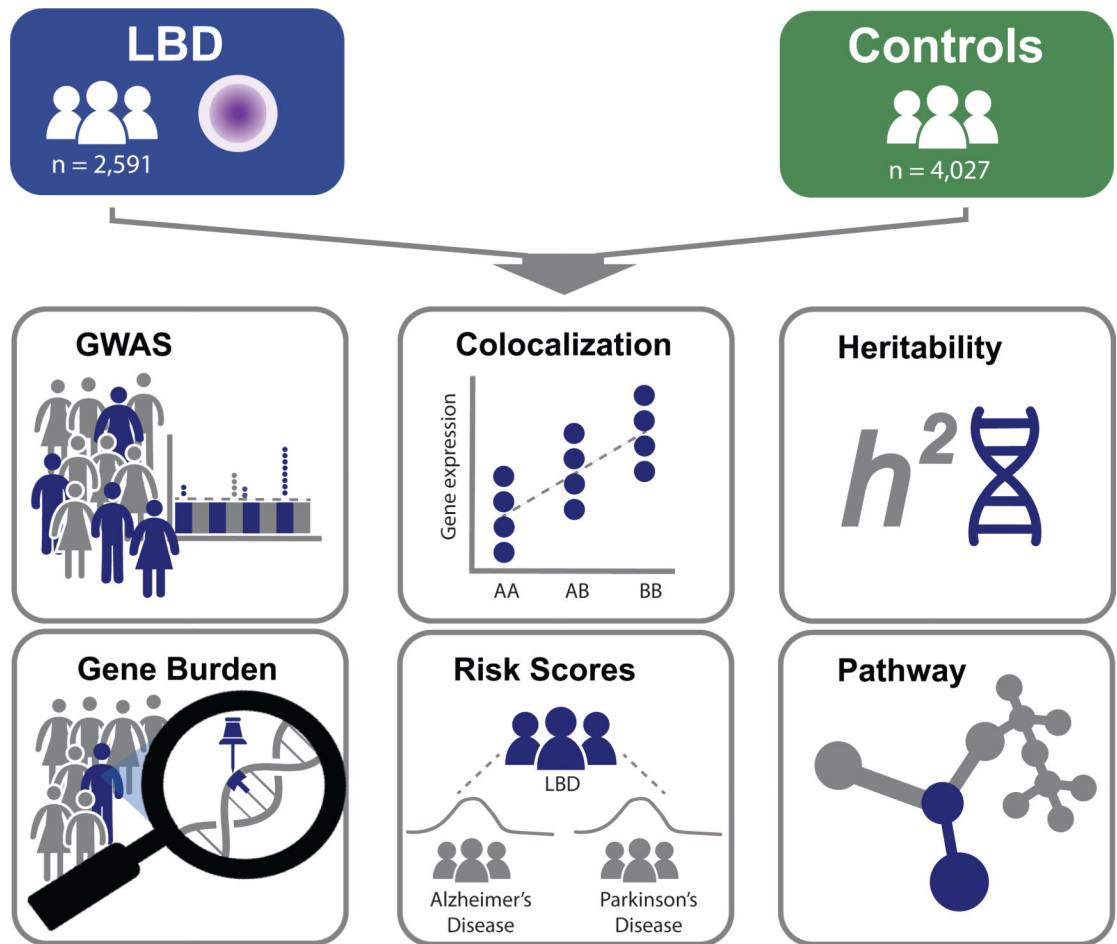 LBD
n = 2,591
Controls
n = 4,027
GWAS
Colocalization
Gene expression
AA AB BB
Heritability
h²
Gene Burden
Risk Scores
LBD
Alzheimer's
Disease
Parkinson's
Disease
Pathway